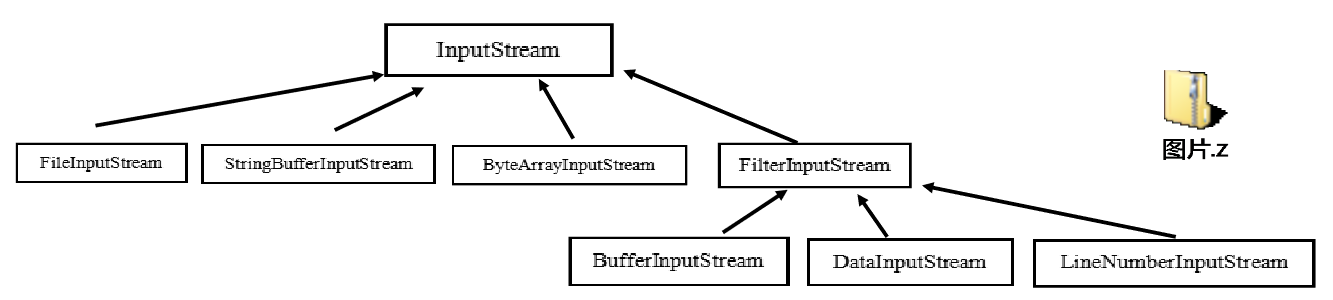 InputStream
图片.z
FileInputStream
StringBufferInputStream
ByteArrayInputStream
FilterInputStream
BufferInputStream
DataInputStream
LineNumberInputStream